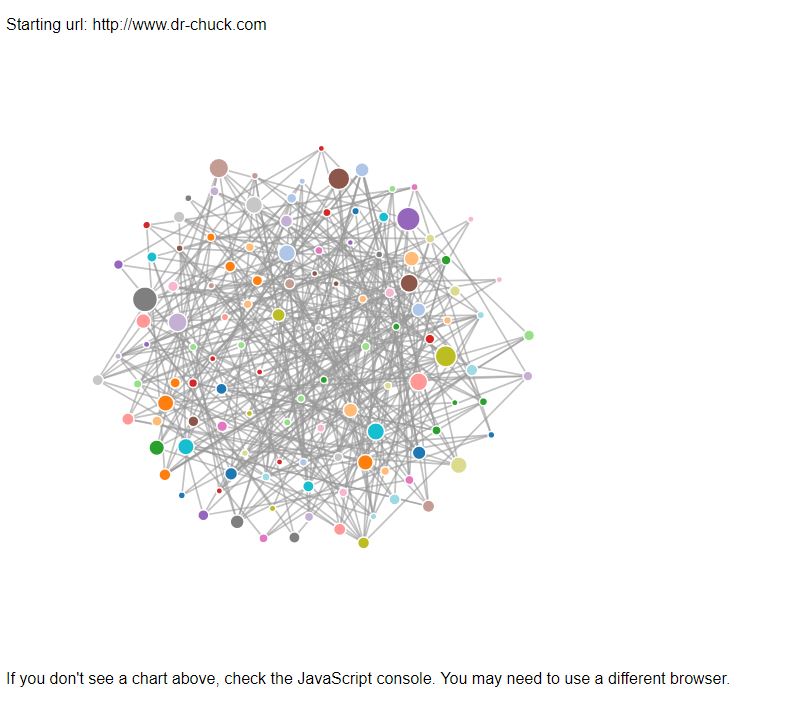 Starting url: http://www.dr-chuck.com
If you don't see a chart above, check the JavaScript console. You may need to use a different browser.